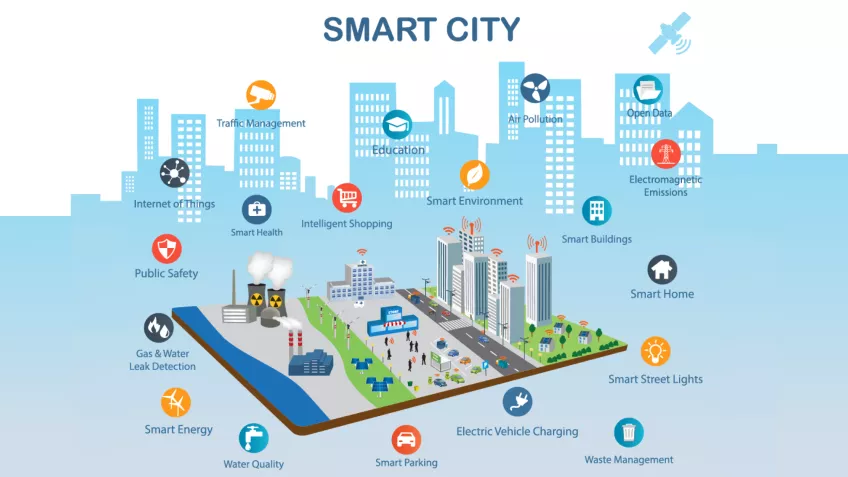 SMART CITY
Traffic Management
Education
Air Pollution
Open Data
Internet of Things
Smart Health
Intelligent Shopping
Smart Environment
Smart Buildings
Electromagnetic
Emissions
Public Safety
Smart Home
Gas & Water
Leak Detection
Smart Street Lights
Smart Energy
Water Quality
Smart Parking
Electric Vehicle Charging
Waste Management